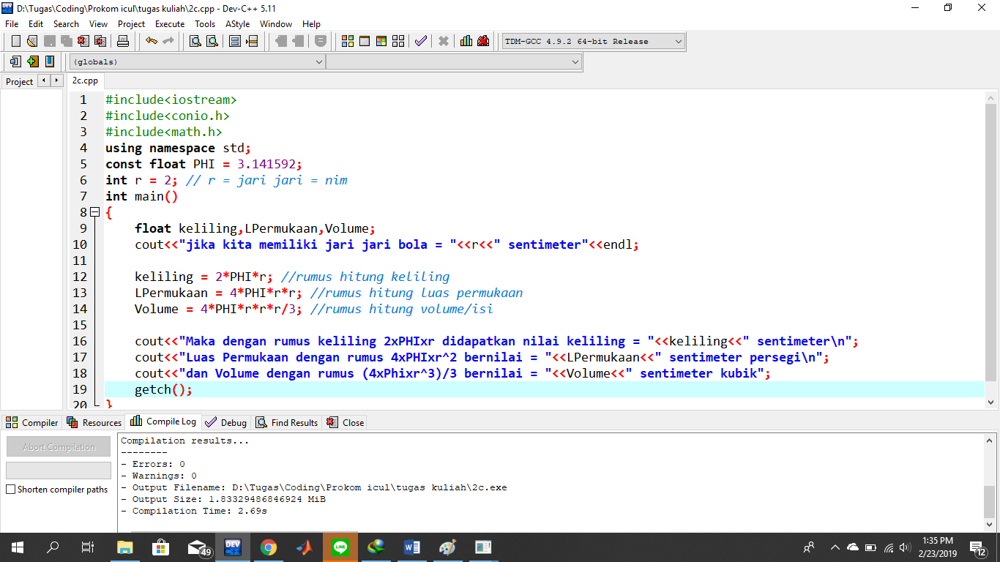 D:\Tugas\Coding\Prokom icul\tugas kuliah\2c.cpp - Dev-C++ 5.11
File Edit Search View Project Execute Tools AStyle Window Help
TDM-GCC 4.9.2 64-bit Release
(globals)
Project 2c.cpp
1 #include<iostream>
2 #include<conio.h>
3 #include<math.h>
4 using namespace std;
5 const float PHI = 3.141592;
6 int r = 2; // r = jari jari = nim
7 int main()
8 {
9 float keliling,LPermukaan,Volume;
10 cout<<"jika kita memiliki jari jari bola = "<<r<<" sentimeter"<<endl;
11
12 keliling = 2*PHI*r; //rumus hitung keliling
13 LPermukaan = 4*PHI*r*r; //rumus hitung luas permukaan
14 Volume = 4*PHI*r*r*r/3; //rumus hitung volume/isi
15
16 cout<<"Maka dengan rumus keliling 2xPHIxr didapatkan nilai keliling = "<<keliling<<" sentimeter\n";
17 cout<<"Luas Permukaan dengan rumus 4xPHIxr^2 bernilai = "<<LPermukaan<<" sentimeter persegi\n";
18 cout<<"dan Volume dengan rumus (4xPhixr^3)/3 bernilai = "<<Volume<<" sentimeter kubik";
19 getch();
20 }
Compiler Resources Compile Log Debug Find Results Close
Abort Compilation
Shorten compiler paths
Compilation results...
--------
- Errors: 0
- Warnings: 0
- Output Filename: D:\Tugas\Coding\Prokom icul\tugas kuliah\2c.exe
- Output Size: 1.83329486846924 MiB
- Compilation Time: 2.69s
49
DEV
LINE
1:35 PM
2/23/2019
12